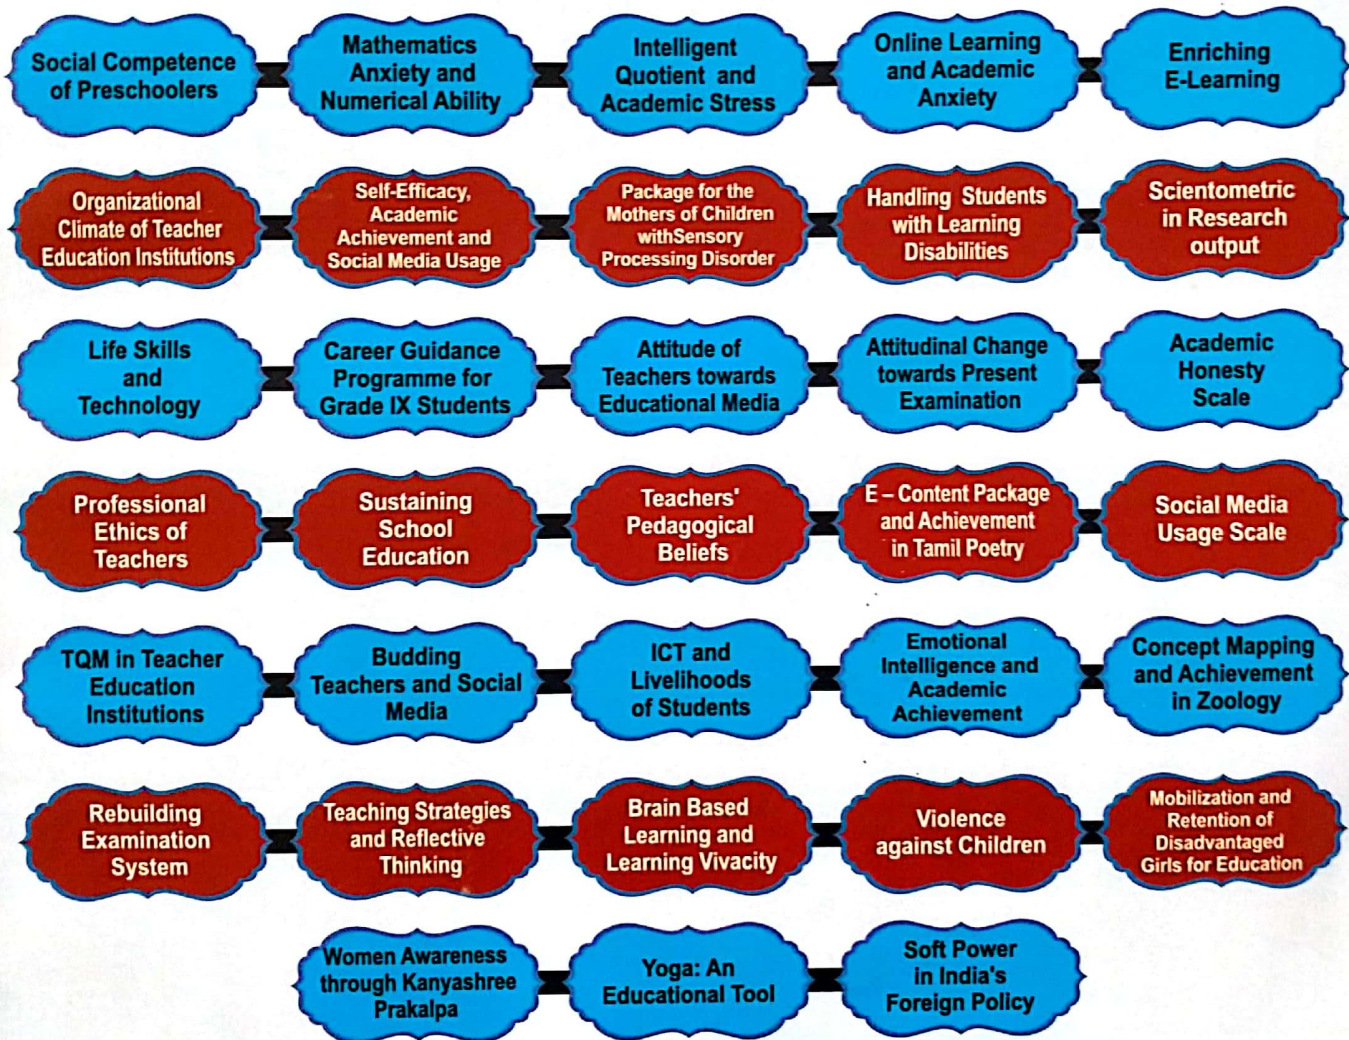 Social Competence
of Preschoolers
Mathematics
Anxiety and
Numerical Ability
Intelligent
Quotient and
Academic Stress
Online Learning
and Academic
Anxiety
Enriching
E-Learning
Organizational
Climate of Teacher
Education Institutions
Self-Efficacy,
Academic
Achievement and
Social Media Usage
Package for the
Mothers of Children
withSensory
Processing Disorder
Handling Students
with Learning
Disabilities
Scientometric
in Research
output
Life Skills
and
Technology
Career Guidance
Programme for
Grade IX Students
Attitude of
Teachers towards
Educational Media
Attitudinal Change
towards Present
Examination
Academic
Honesty
Scale
Professional
Ethics of
Teachers
Sustaining
School
Education
Teachers'
Pedagogical
Beliefs
E – Content Package
and Achievement
in Tamil Poetry
Social Media
Usage Scale
TQM in Teacher
Education
Institutions
Budding
Teachers and Social
Media
ICT and
Livelihoods
of Students
Emotional
Intelligence and
Academic
Achievement
Concept Mapping
and Achievement
in Zoology
Rebuilding
Examination
System
Teaching Strategies
and Reflective
Thinking
Brain Based
Learning and
Learning Vivacity
Violence
against Children
Mobilization and
Retention of
Disadvantaged
Girls for Education
Women Awareness
through Kanyashree
Prakalpa
Yoga: An
Educational Tool
Soft Power
in India's
Foreign Policy